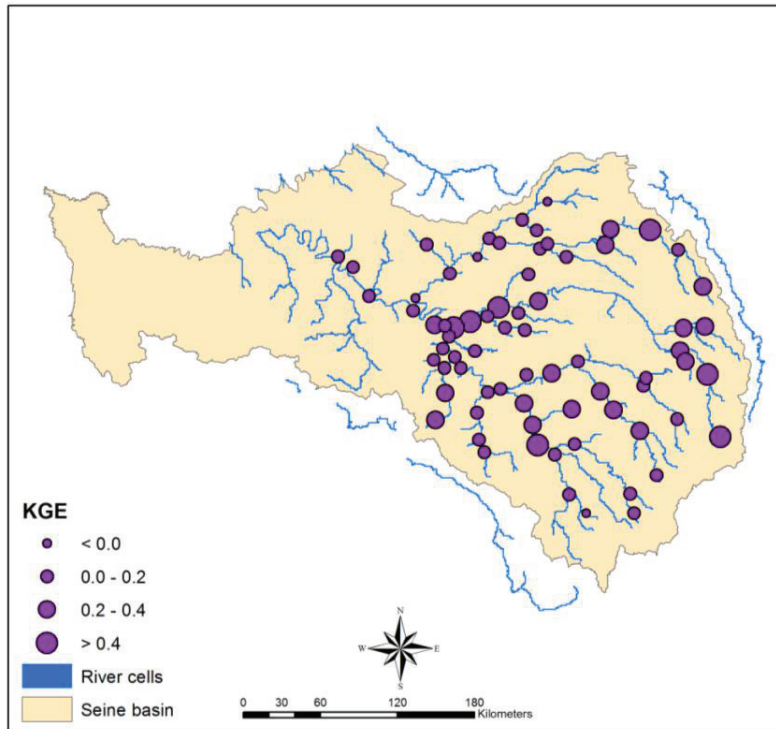 KGE
< 0.0
0.0 - 0.2
0.2 - 0.4
> 0.4
River cells
Seine basin
N
W E
S
0 30 60 120 180
Kilometers